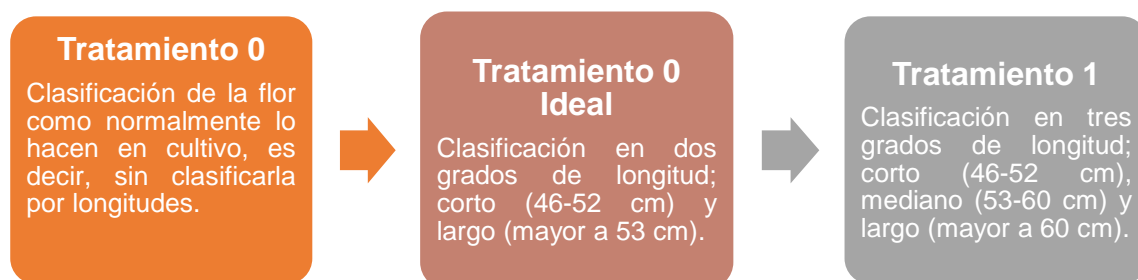 Tratamiento 0
Clasificación de la flor
como normalmente lo
hacen en cultivo, es
decir, sin clasificarla
por longitudes.
Tratamiento 0
Ideal
Clasificación en dos
grados de longitud;
corto (46-52 cm) y
largo (mayor a 53 cm).
Tratamiento 1
Clasificación en tres
grados de longitud;
corto (46-52 cm),
mediano (53-60 cm) y
largo (mayor a 60 cm).